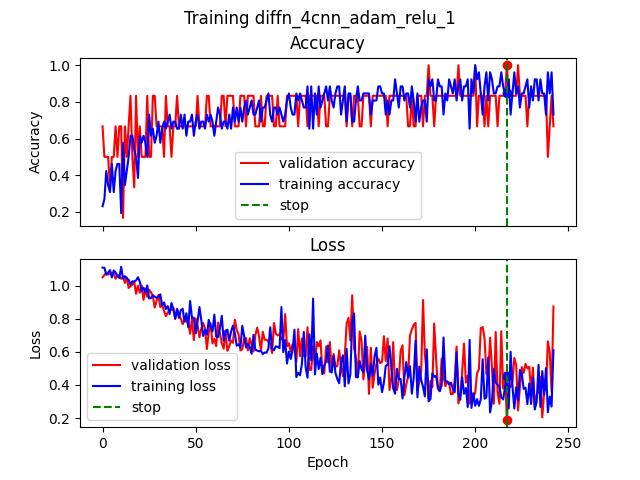 Training diffn_4cnn_adam_relu_1
Accuracy
1.0
0.8
0.6
0.4
0.2
Accuracy
validation accuracy
training accuracy
stop
Loss
1.0
0.8
0.6
0.4
0.2
Loss
validation loss
training loss
stop
0 50 100 150 200 250
Epoch